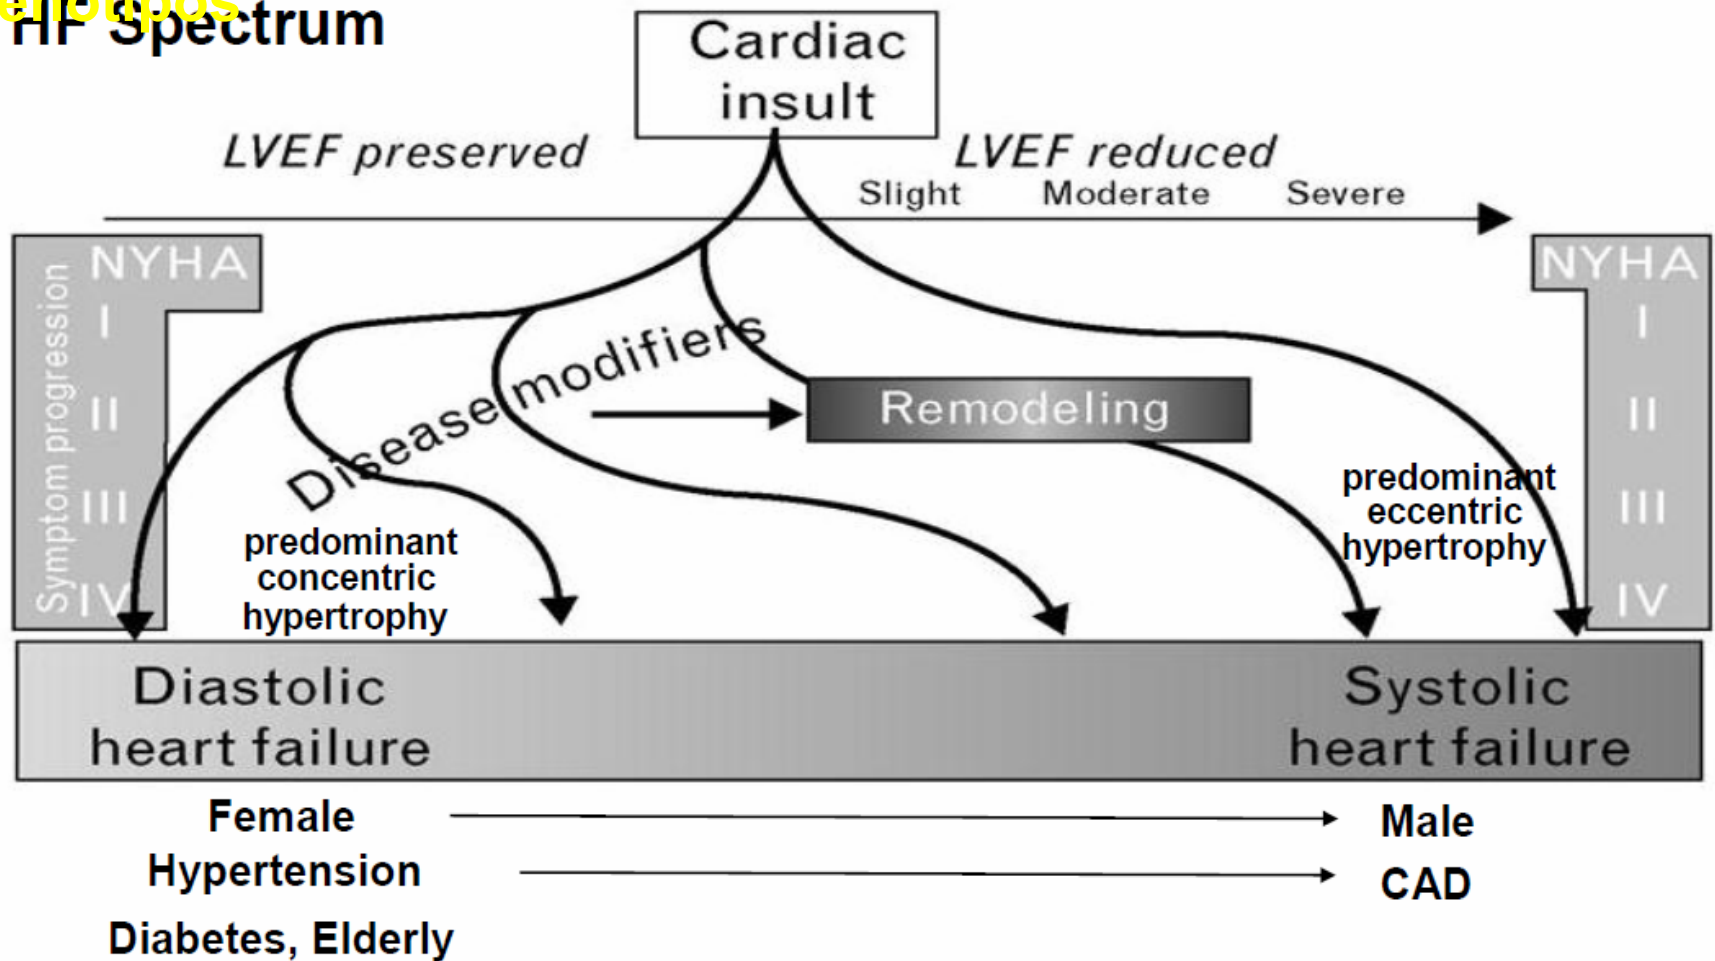 HF Spectrum
Cardiac
insult
LVEF preserved
LVEF reduced
Slight Moderate Severe
NYHA
I
II
III
IV
Symptom progression
NYHA
I
II
III
IV
Disease modifiers
Remodeling
predominant
concentric
hypertrophy
predominant
eccentric
hypertrophy
Diastolic
heart failure
Systolic
heart failure
Female
Male
Hypertension
CAD
Diabetes, Elderly